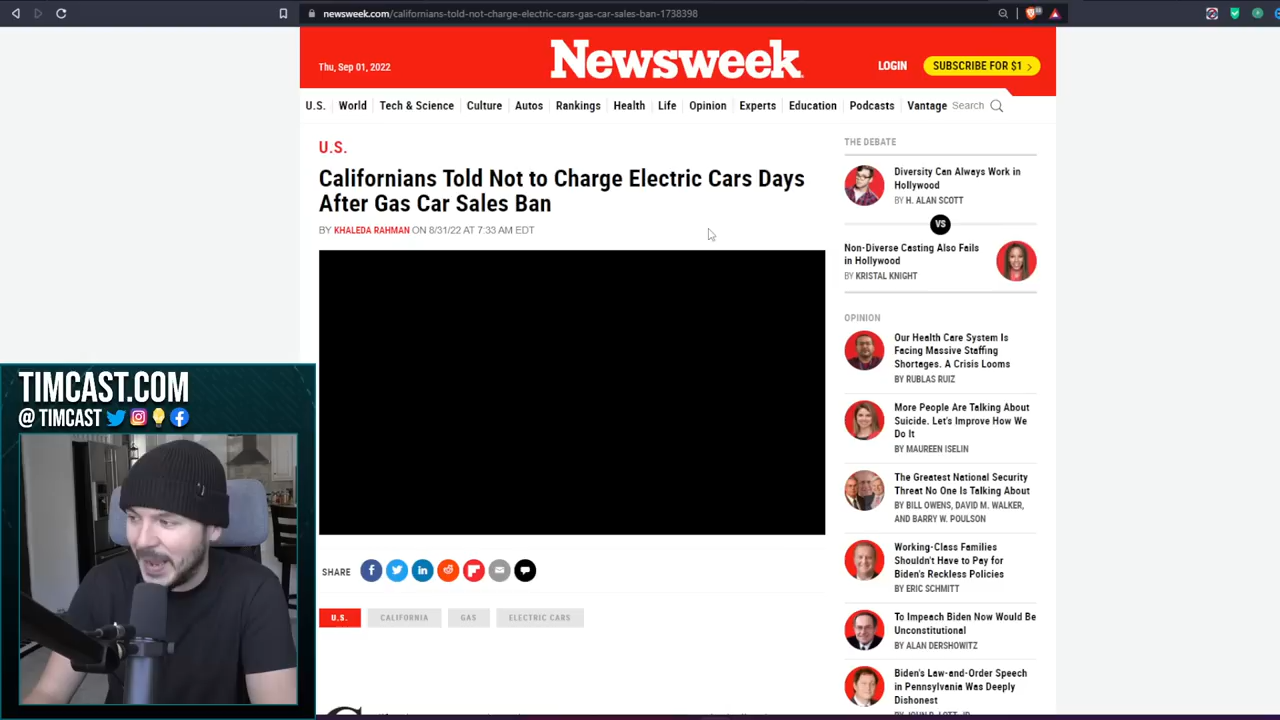 newsweek.com/californians-told-not-charge-electric-cars-gas-car-sales-ban-1738398
Thu, Sep 01, 2022
Newsweek
LOGIN
SUBSCRIBE FOR $1 >
U.S. World Tech & Science Culture Autos Rankings Health Life Opinion Experts Education Podcasts Vantage Search
U.S.
Californians Told Not to Charge Electric Cars Days
After Gas Car Sales Ban
BY KHALEDA RAHMAN ON 8/31/22 AT 7:33 AM EDT
SHARE
U.S. CALIFORNIA GAS ELECTRIC CARS
THE DEBATE
Diversity Can Always Work in
Hollywood
BY H. ALAN SCOTT
VS
Non-Diverse Casting Also Fails
in Hollywood
BY KRISTAL KNIGHT
OPINION
Our Health Care System Is
Facing Massive Staffing
Shortages. A Crisis Looms
BY RUBLAS RUIZ
More People Are Talking About
Suicide. Let's Improve How We
Do It
BY MAUREEN ISELIN
The Greatest National Security
Threat No One Is Talking About
BY BILL OWENS, DAVID M. WALKER,
AND BARRY W. POULSON
Working-Class Families
Shouldn't Have to Pay for
Biden's Reckless Policies
BY ERIC SCHMITT
To Impeach Biden Now Would Be
Unconstitutional
BY ALAN DERSHOWITZ
Biden's Law-and-Order Speech
in Pennsylvania Was Deeply
Dishonest
TIMCAST.COM
@ TIMCAST